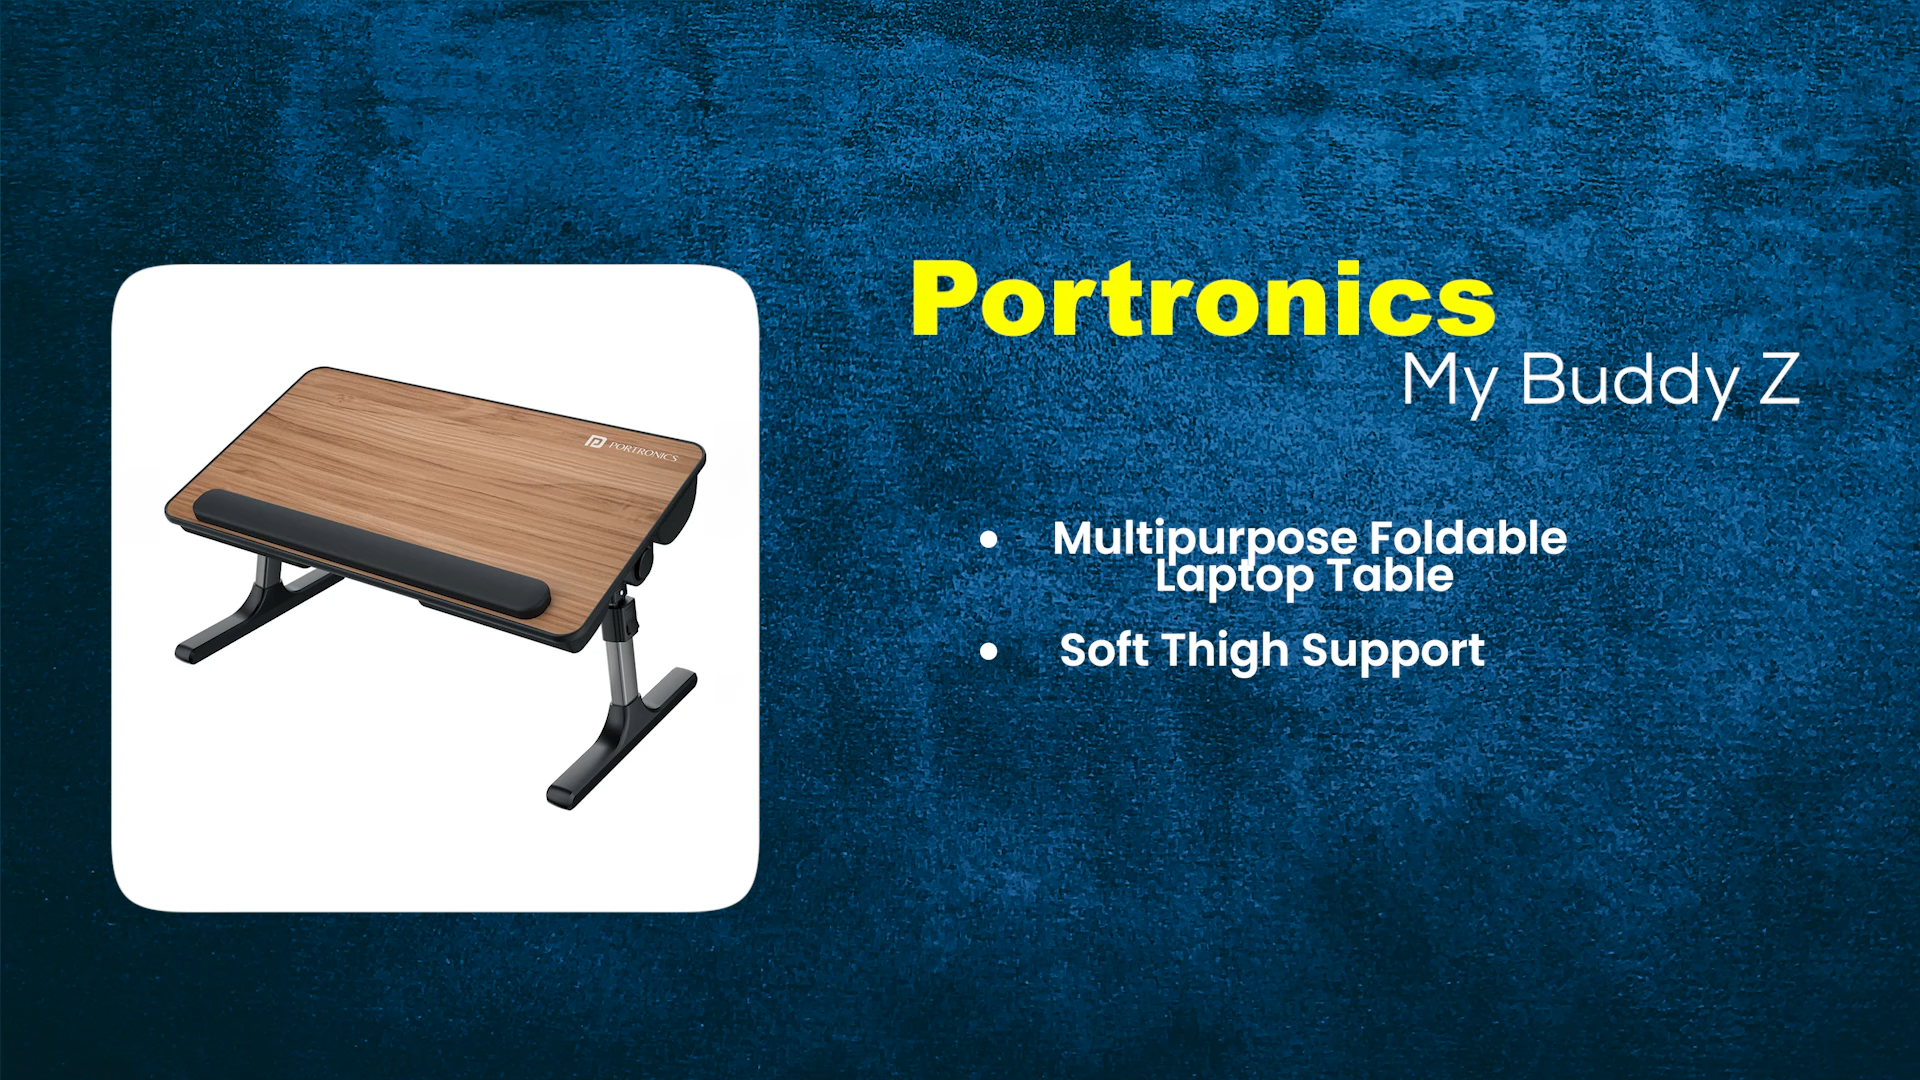 Portronics
My Buddy Z
PORTRONICS
• Multipurpose Foldable
Laptop Table
• Soft Thigh Support